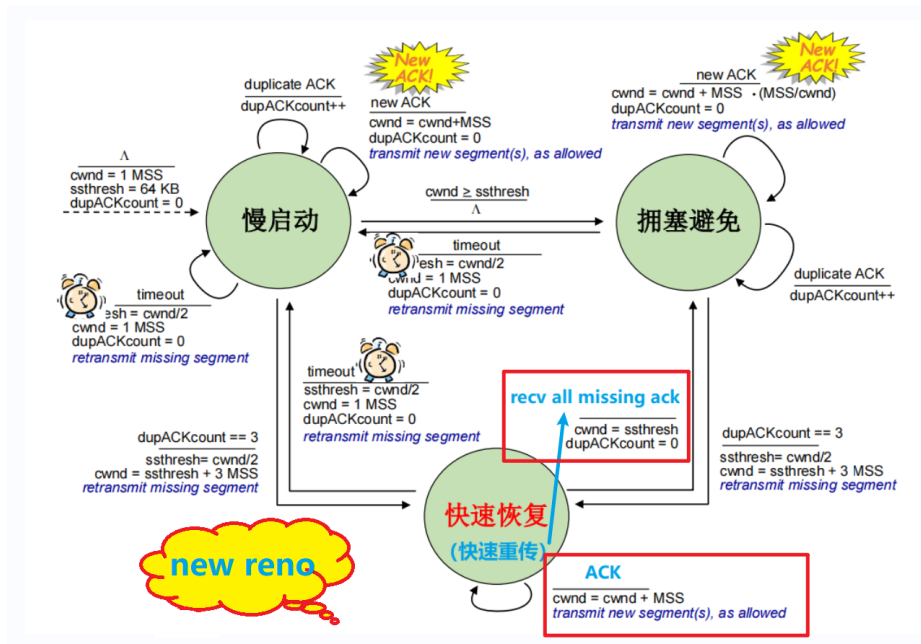 New
ACK!
duplicate ACK
dupACKcount++
new ACK
cwnd = cwnd+MSS
dupACKcount = 0
transmit new segment(s), as allowed
New
ACK!
new ACK
cwnd = cwnd + MSS · (MSS/cwnd)
dupACKcount = 0
transmit new segment(s), as allowed
Λ
cwnd = 1 MSS
ssthresh = 64 KB
dupACKcount = 0
慢启动
cwnd ≥ ssthresh
Λ
拥塞避免
timeout
resh = cwnd/2
cwnd = 1 MSS
dupACKcount = 0
retransmit missing segment
duplicate ACK
dupACKcount++
timeout
esh = cwnd/2
cwnd = 1 MSS
dupACKcount = 0
retransmit missing segment
timeout
ssthresh = cwnd/2
cwnd = 1 MSS
dupACKcount = 0
retransmit missing segment
recv all missing ack
cwnd = ssthresh
dupACKcount = 0
dupACKcount == 3
ssthresh= cwnd/2
cwnd = ssthresh + 3 MSS
retransmit missing segment
dupACKcount == 3
ssthresh= cwnd/2
cwnd = ssthresh + 3 MSS
retransmit missing segment
快速恢复
(快速重传)
new reno
ACK
cwnd = cwnd + MSS
transmit new segment(s), as allowed